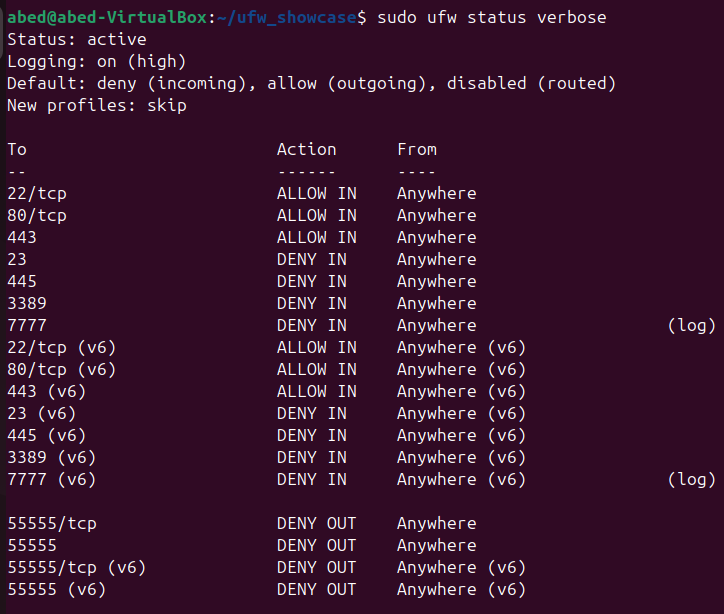 abed@abed-VirtualBox:~/ufw_showcase$ sudo ufw status verbose
Status: active
Logging: on (high)
Default: deny (incoming), allow (outgoing), disabled (routed)
New profiles: skip

To                         Action      From
--                         ------      ----
22/tcp                     ALLOW IN    Anywhere
80/tcp                     ALLOW IN    Anywhere
443                        ALLOW IN    Anywhere
23                         DENY IN     Anywhere
445                        DENY IN     Anywhere
3389                       DENY IN     Anywhere
7777                       DENY IN     Anywhere                   (log)
22/tcp (v6)                ALLOW IN    Anywhere (v6)
80/tcp (v6)                ALLOW IN    Anywhere (v6)
443 (v6)                   ALLOW IN    Anywhere (v6)
23 (v6)                    DENY IN     Anywhere (v6)
445 (v6)                   DENY IN     Anywhere (v6)
3389 (v6)                  DENY IN     Anywhere (v6)
7777 (v6)                  DENY IN     Anywhere (v6)              (log)

55555/tcp                  DENY OUT    Anywhere
55555                      DENY OUT    Anywhere
55555/tcp (v6)             DENY OUT    Anywhere (v6)
55555 (v6)                 DENY OUT    Anywhere (v6)